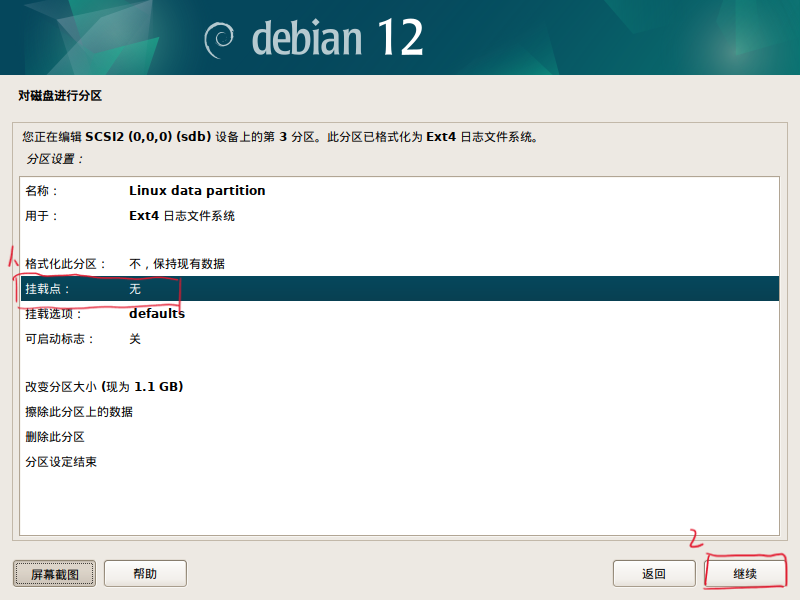 debian 12
对磁盘进行分区
您正在编辑 SCSI2 (0,0,0) (sdb) 设备上的第 3 分区。此分区已格式化为 Ext4 日志文件系统。
分区设置：
名称： Linux data partition
用于： Ext4 日志文件系统
1
格式化此分区： 不，保持现有数据
挂载点： 无
挂载选项： defaults
可启动标志： 关
改变分区大小 (现为 1.1 GB)
擦除此分区上的数据
删除此分区
分区设定结束
2
屏幕截图 帮助 返回 继续